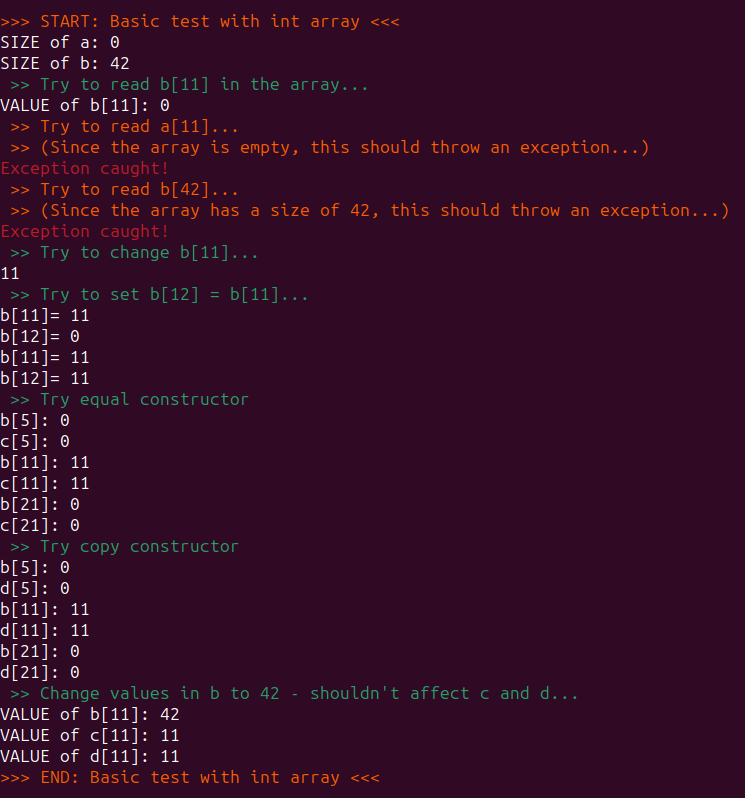 >>> START: Basic test with int array <<<
SIZE of a: 0
SIZE of b: 42
>> Try to read b[11] in the array...
VALUE of b[11]: 0
>> Try to read a[11]...
>> (Since the array is empty, this should throw an exception...)
Exception caught!
>> Try to read b[42]...
>> (Since the array has a size of 42, this should throw an exception...)
Exception caught!
>> Try to change b[11]...
11
>> Try to set b[12] = b[11]...
b[11]= 11
b[12]= 0
b[11]= 11
b[12]= 11
>> Try equal constructor
b[5]: 0
c[5]: 0
b[11]: 11
c[11]: 11
b[21]: 0
c[21]: 0
>> Try copy constructor
b[5]: 0
d[5]: 0
b[11]: 11
d[11]: 11
b[21]: 0
d[21]: 0
>> Change values in b to 42 - shouldn't affect c and d...
VALUE of b[11]: 42
VALUE of c[11]: 11
VALUE of d[11]: 11
>>> END: Basic test with int array <<<